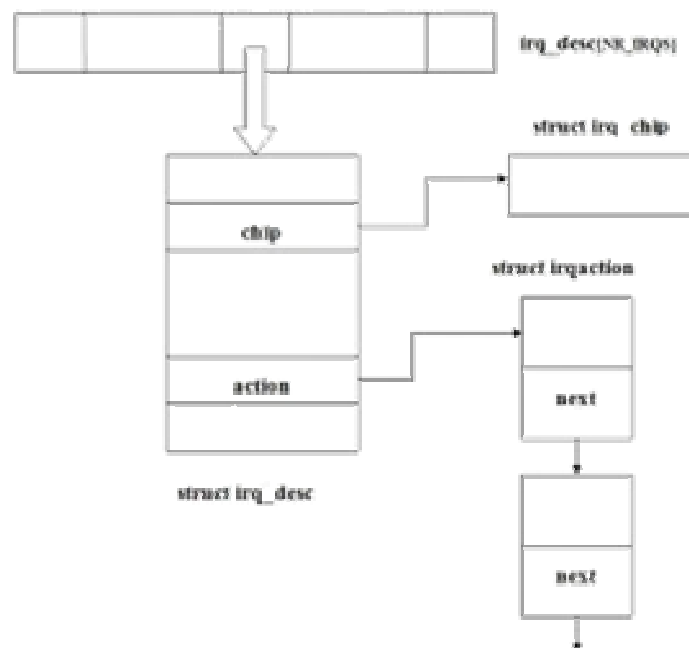 irq_desc[NR_IRQS]
struct irq_chip
chip
struct irqaction
action
next
struct irq_desc
next